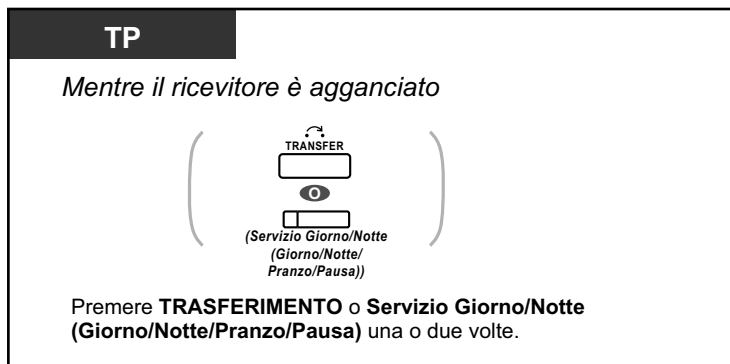 TP
Mentre il ricevitore è agganciato
TRANSFER
O
(Servizio Giorno/Notte
(Giorno/Notte/
Pranzo/Pausa))
Premere TRASFERIMENTO o Servizio Giorno/Notte
(Giorno/Notte/Pranzo/Pausa) una o due volte.